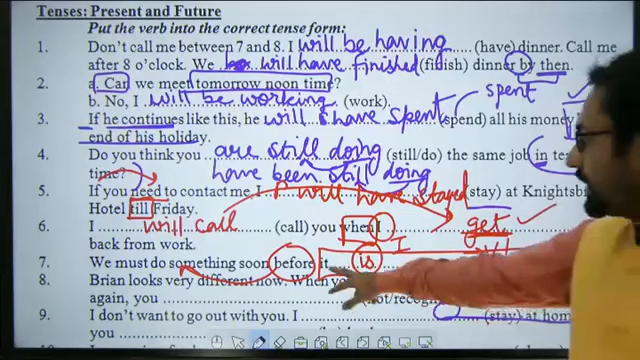 Tenses: Present and Future
Put the verb into the correct tense form:
1. Don't call me between 7 and 8. I will be having (have) dinner. Call me
after 8 o'clock. We will have finished (finish) dinner by then.
2. a. Can we meet tomorrow noon time?
spent
b. No, I will be working (work).
3. If he continues like this, he will have spent (spend) all his money
end of his holiday.
4. Do you think you are still doing (still/do) the same job in
time? have been still doing
5. If you need to contact me, I will have stayed (stay) at
Hotel till Friday.
6. I will call (call) you when I get
back from work. I
7. We must do something soon before it is
8. Brian looks very different now. When you
again, you
9. I don't want to go out with you. I (stay) at home
you